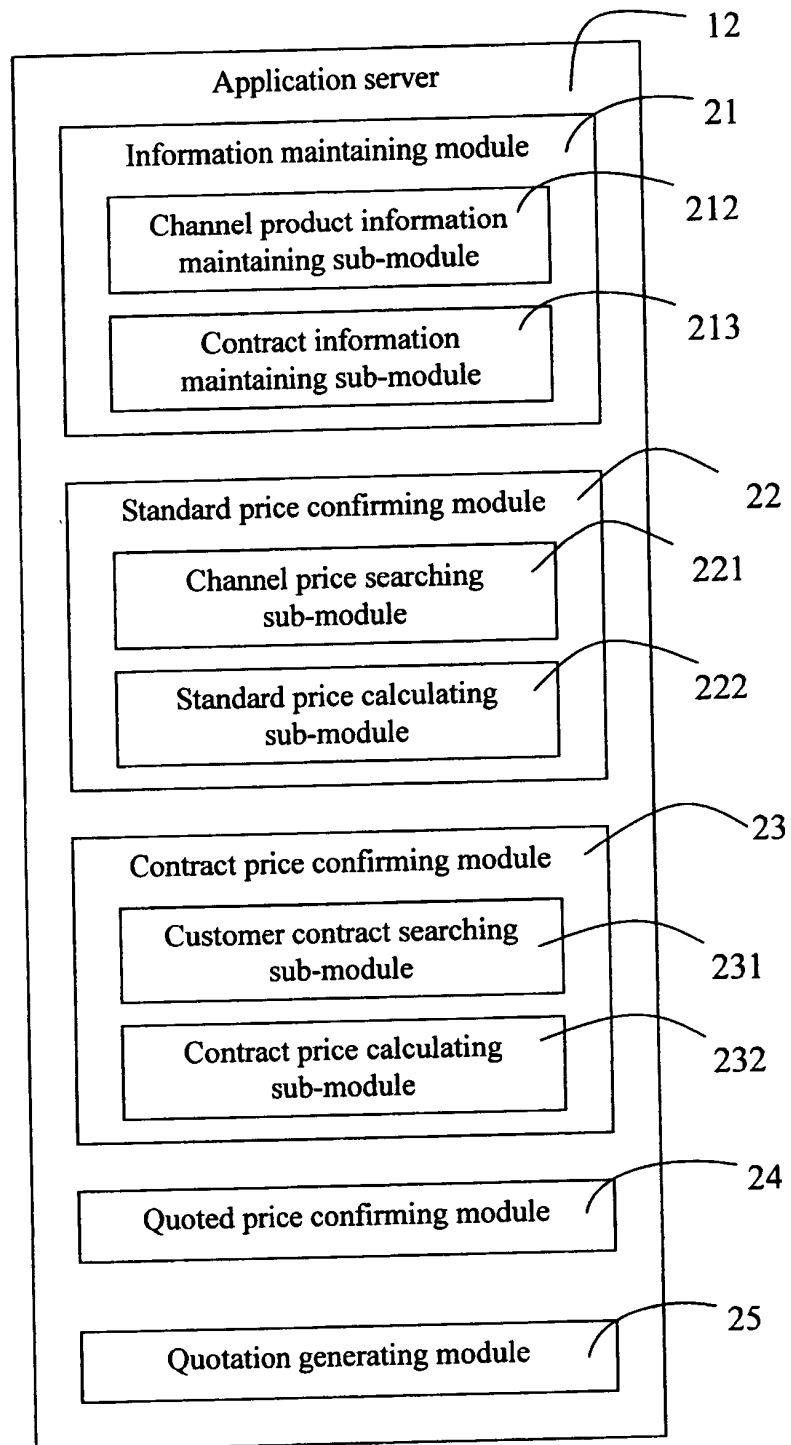 12
Application server
21
Information maintaining module
212
Channel product information
maintaining sub-module
213
Contract information
maintaining sub-module
22
Standard price confirming module
221
Channel price searching
sub-module
222
Standard price calculating
sub-module
23
Contract price confirming module
Customer contract searching
sub-module
231
Contract price calculating
sub-module
232
24
Quoted price confirming module
25
Quotation generating module